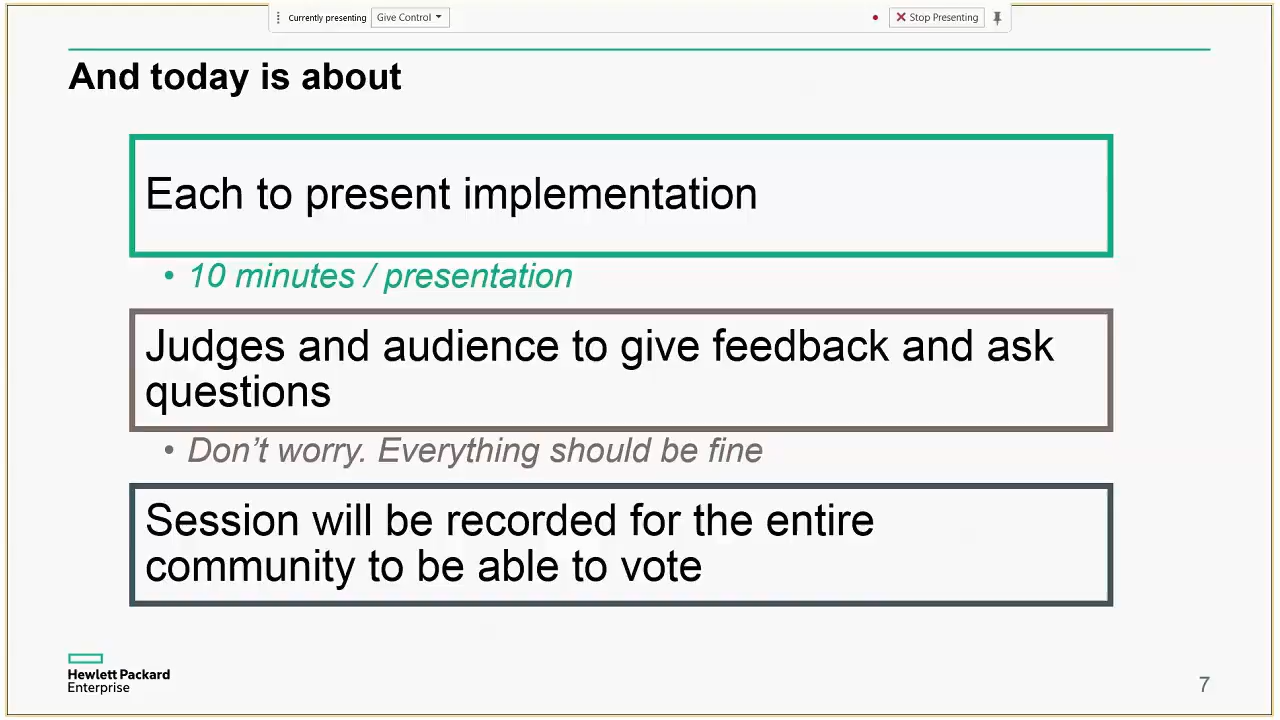 Currently presenting
Give Control
Stop Presenting
And today is about
Each to present implementation
• 10 minutes / presentation
Judges and audience to give feedback and ask
questions
• Don’t worry. Everything should be fine
Session will be recorded for the entire
community to be able to vote
Hewlett Packard
Enterprise
7